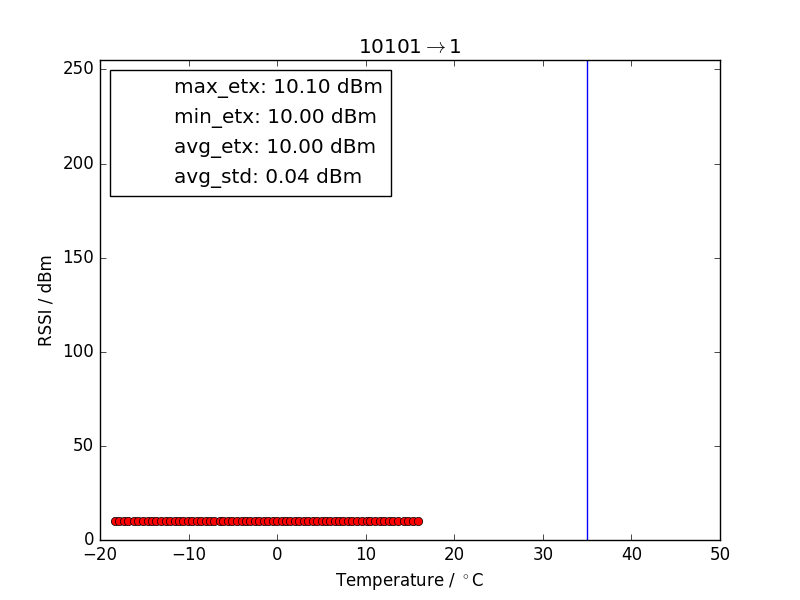 10101→1
max_etx: 10.10 dBm
min_etx: 10.00 dBm
avg_etx: 10.00 dBm
avg_std: 0.04 dBm
250
200
150
100
50
0
RSSI / dBm
−20 −10 0 10 20 30 40 50
Temperature / °C